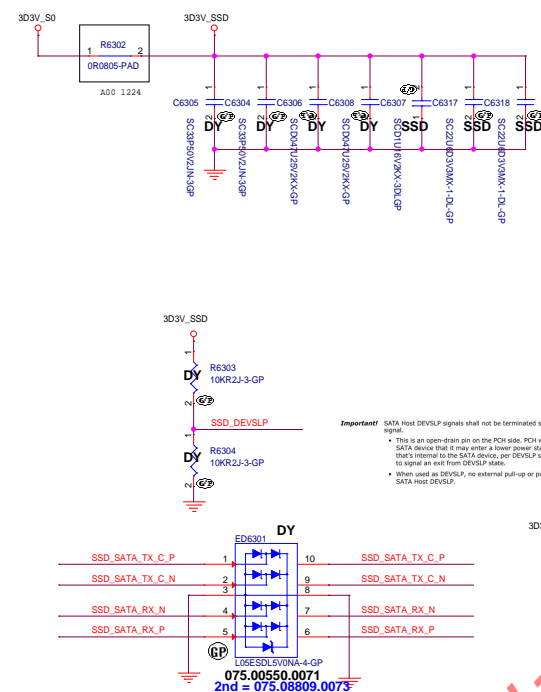 3D3V_S0
3D3V_SSD
R6302
1 2
0R0805-PAD
A00 1224
C6305 C6304 C6306 C6308 C6307 C6317 C6318
DY DY DY DY SSD SSD SSD
SC33P50V2JN-3GP
SC33P50V2JN-3GP
SCD047U25V2KX-GP
SCD047U25V2KX-GP
SCD1U16V2KX-3DLGP
SC22U6D3V3MX-1-DL-GP
SC22U6D3V3MX-1-DL-GP
3D3V_SSD
1
R6303
DY
10KR2J-3-GP
2
SSD_DEVSLP
1
R6304
DY
10KR2J-3-GP
2
Important! SATA Host DEVSLP signals shall not be terminated s
signal.
• This is an open-drain pin on the PCH side. PCH w
SATA device that it may enter a lower power sta
that's internal to the SATA device, per DEVSLP s
to signal an exit from DEVSLP state.
• When used as DEVSLP, no external pull-up or pu
SATA Host DEVSLP.
3D
DY
ED6301
SSD_SATA_TX_C_P 1 10 SSD_SATA_TX_C_P
SSD_SATA_TX_C_N 2 9 SSD_SATA_TX_C_N
3 8
SSD_SATA_RX_N 4 7 SSD_SATA_RX_N
SSD_SATA_RX_P 5 6 SSD_SATA_RX_P
GP
L05ESDL5V0NA-4-GP
075.00550.0071
2nd = 075.08809.0073